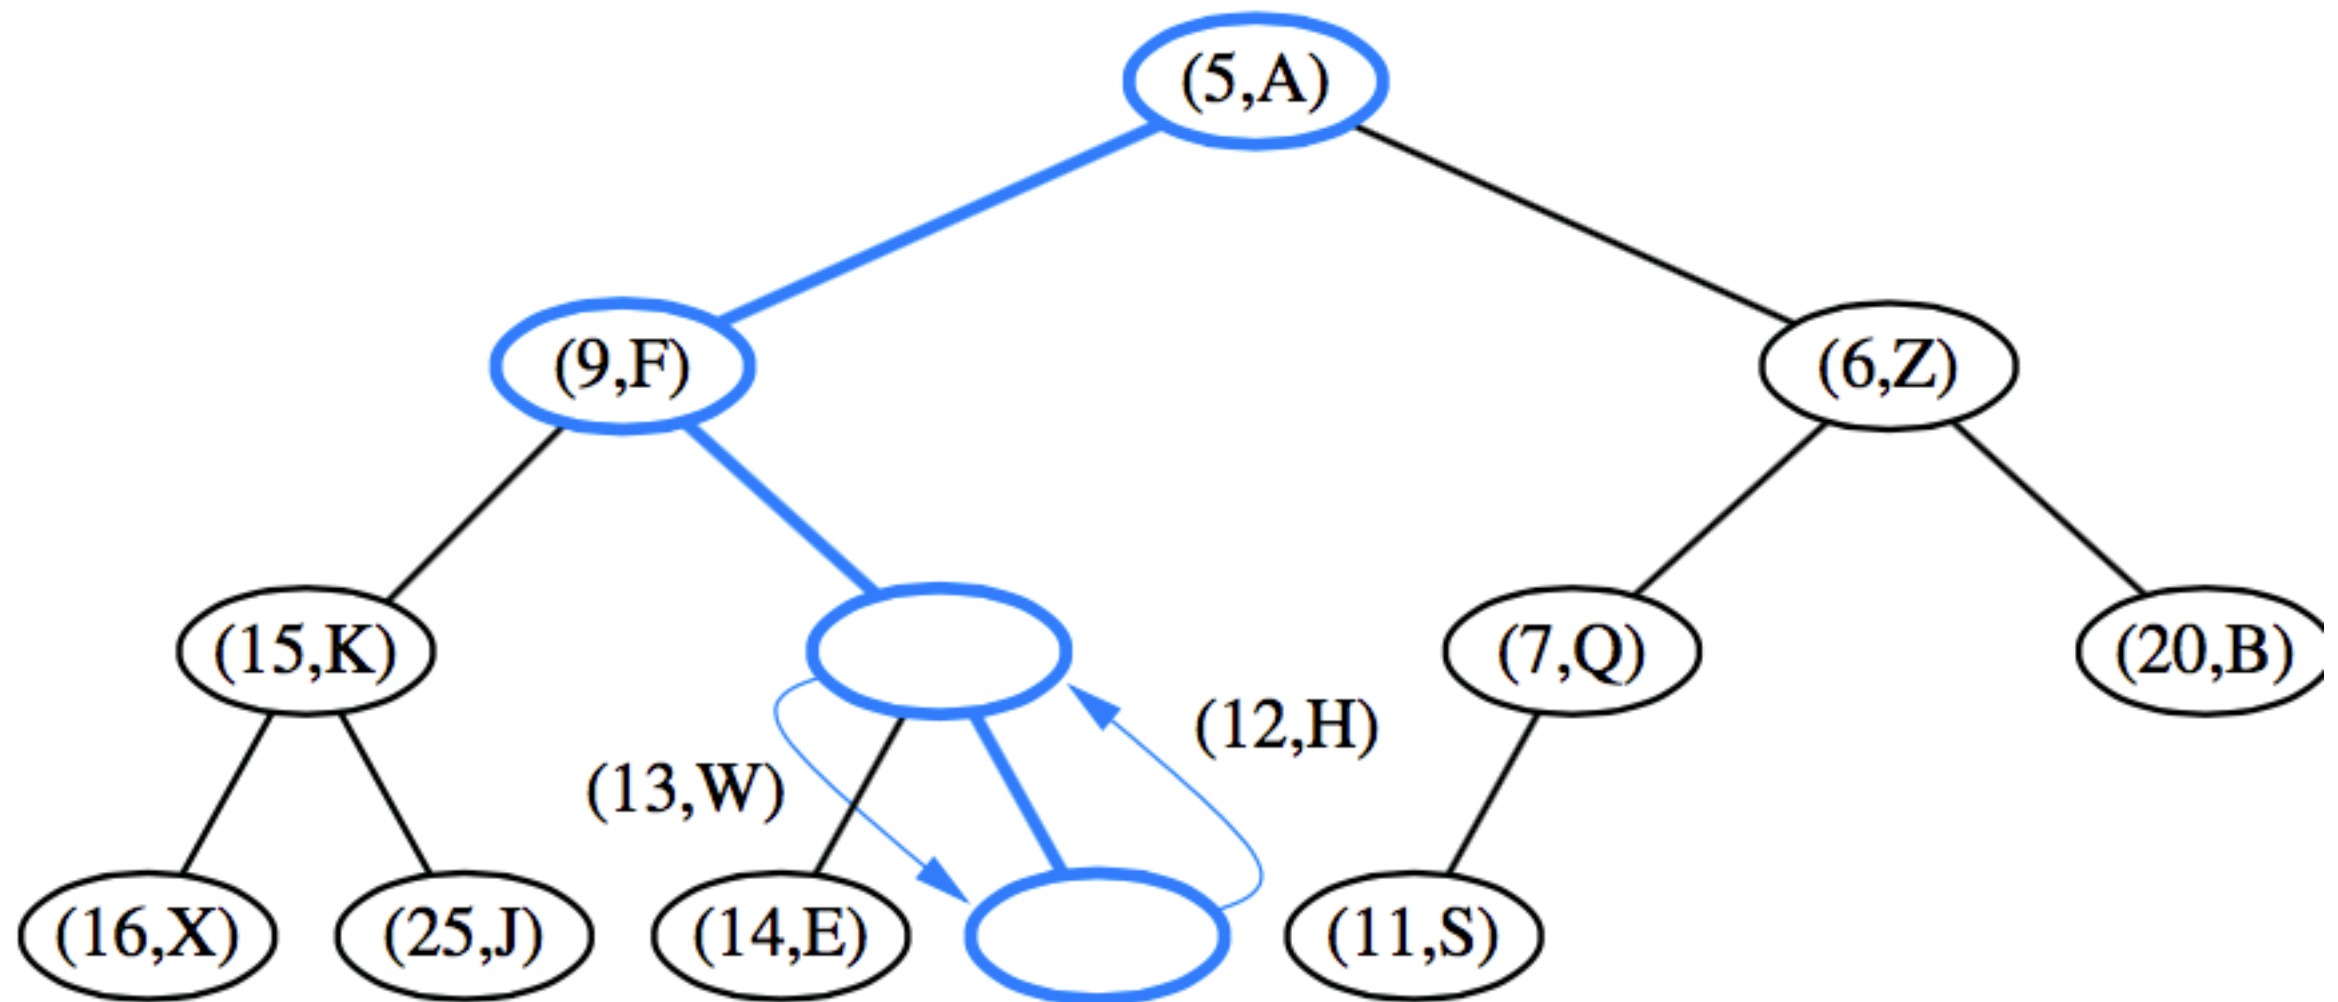 (5,A)
(9,F)
(6,Z)
(15,K)
(7,Q)
(20,B)
(12,H)
(13,W)
(16,X)
(25,J)
(14,E)
(11,S)